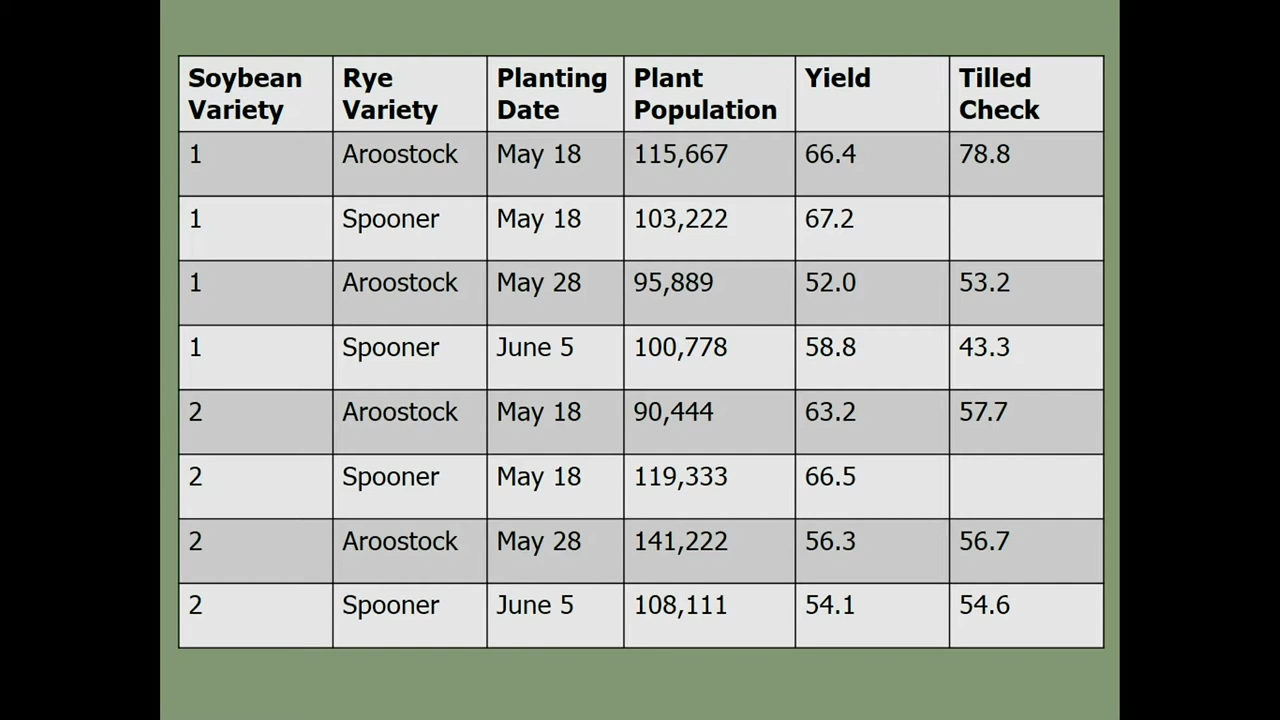 Soybean Variety Rye Variety Planting Date Plant Population Yield Tilled Check
1 Aroostock May 18 115,667 66.4 78.8
1 Spooner May 18 103,222 67.2
1 Aroostock May 28 95,889 52.0 53.2
1 Spooner June 5 100,778 58.8 43.3
2 Aroostock May 18 90,444 63.2 57.7
2 Spooner May 18 119,333 66.5
2 Aroostock May 28 141,222 56.3 56.7
2 Spooner June 5 108,111 54.1 54.6